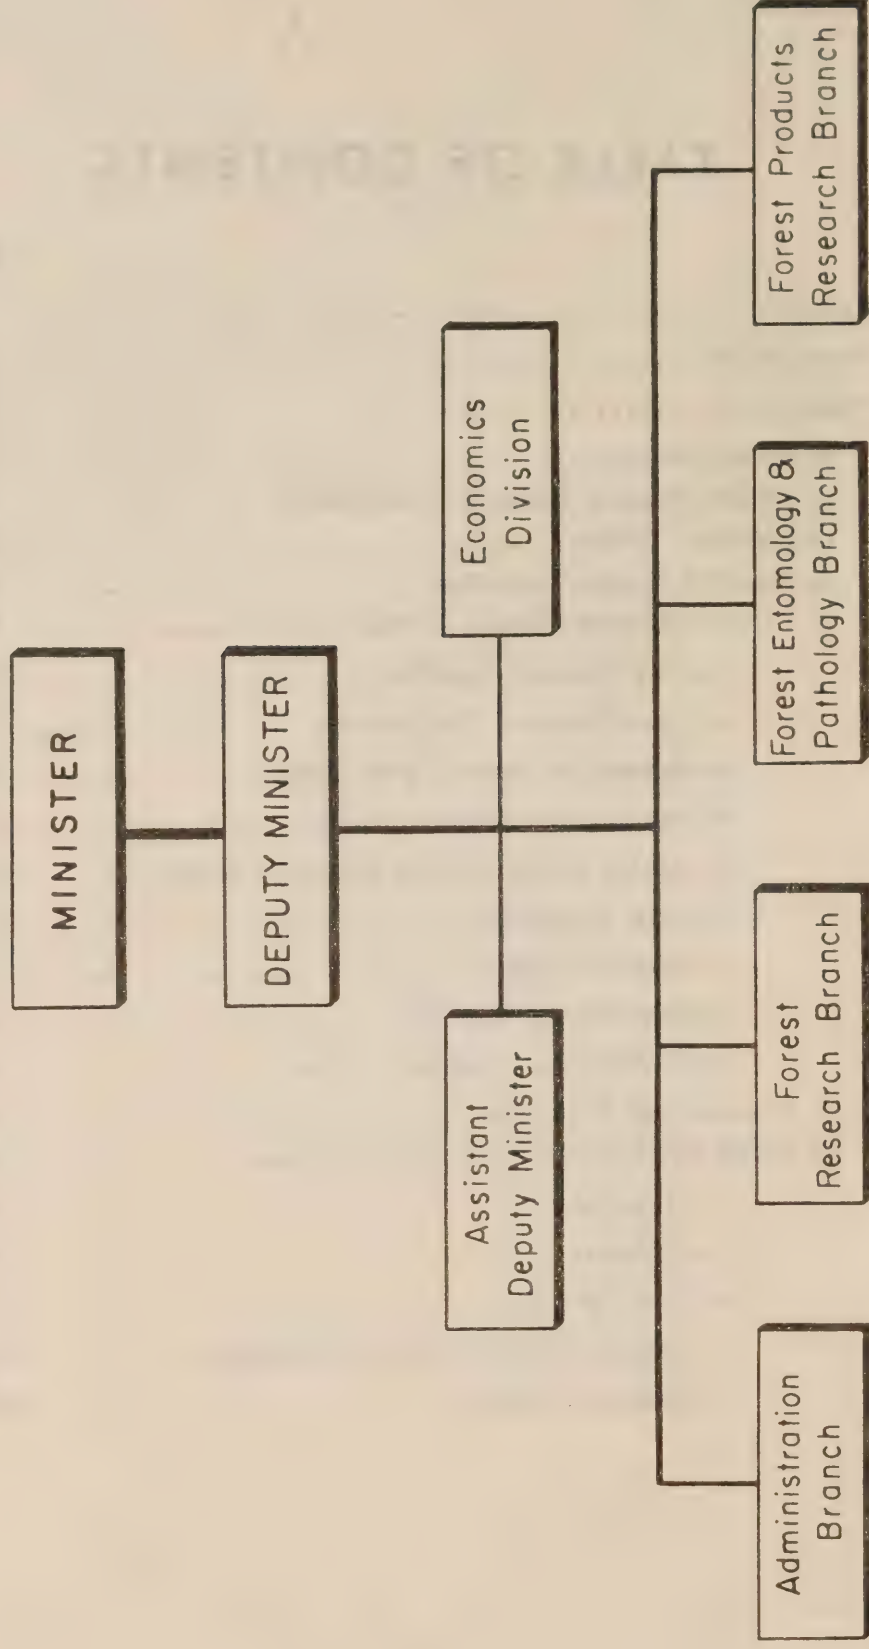 MINISTER
DEPUTY MINISTER
Assistant
Deputy Minister
Economics
Division
Administration
Branch
Forest
Research Branch
Forest Entomology &
Pathology Branch
Forest Products
Research Branch